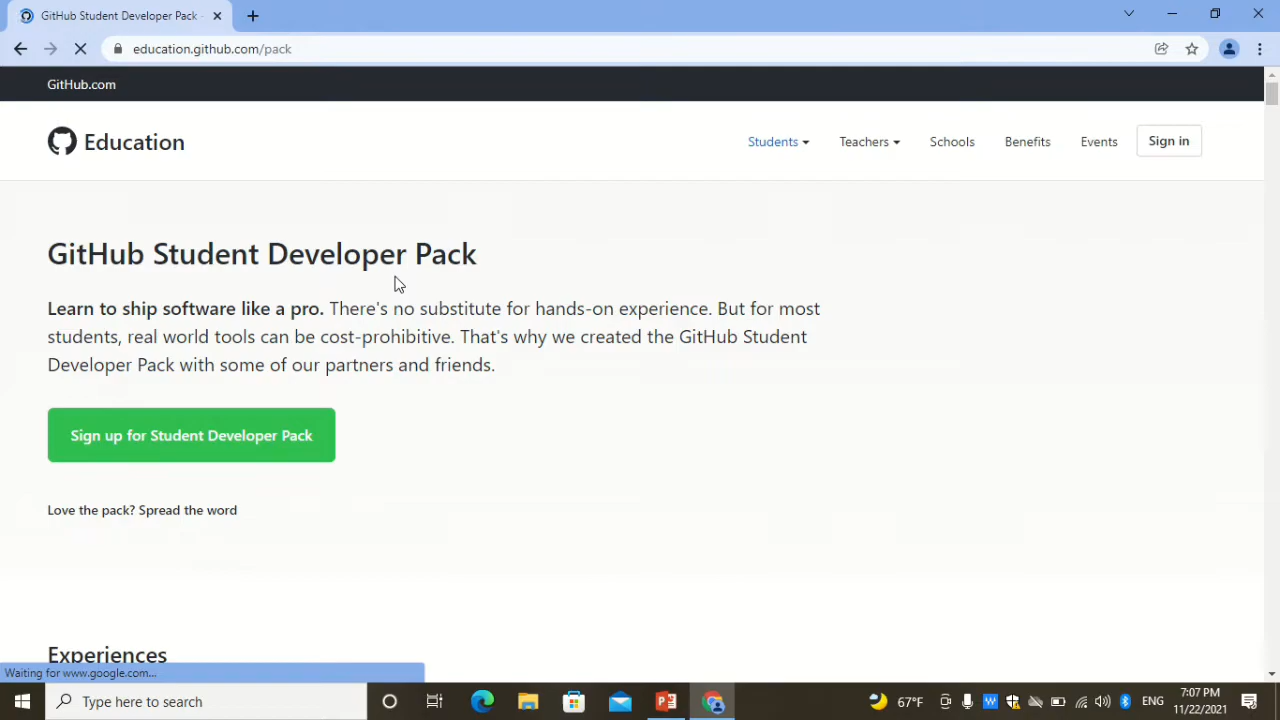 GitHub Student Developer Pack -
education.github.com/pack
GitHub.com
Education
Students
Teachers
Schools
Benefits
Events
Sign in
GitHub Student Developer Pack
Learn to ship software like a pro. There's no substitute for hands-on experience. But for most
students, real world tools can be cost-prohibitive. That's why we created the GitHub Student
Developer Pack with some of our partners and friends.
Sign up for Student Developer Pack
Love the pack? Spread the word
Experiences
Waiting for www.google.com...
Type here to search
67°F
ENG
7:07 PM
11/22/2021